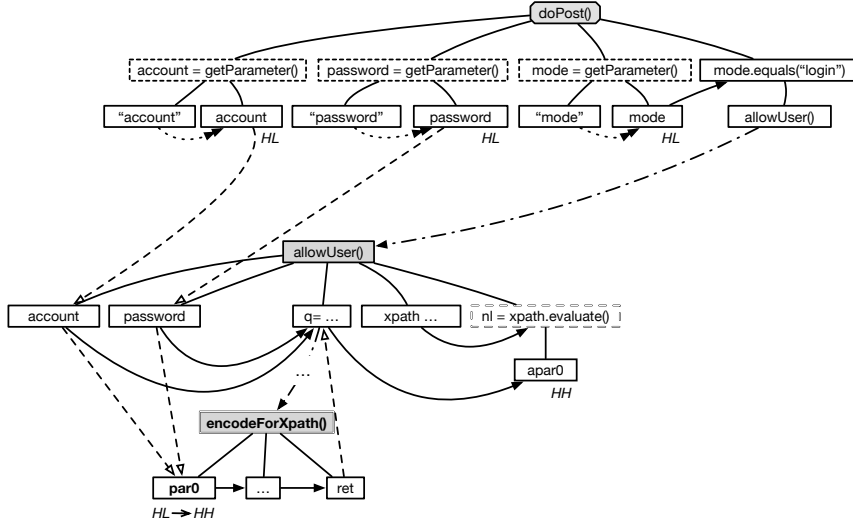 doPost()
account = getParameter()
password = getParameter()
mode = getParameter()
mode.equals(“login”)
“account”
account
“password”
password
“mode”
mode
allowUser()
HL
HL
HL
allowUser()
account
password
q= ...
xpath ...
nl = xpath.evaluate()
...
apar0
HH
encodeForXpath()
par0
...
ret
HL → HH